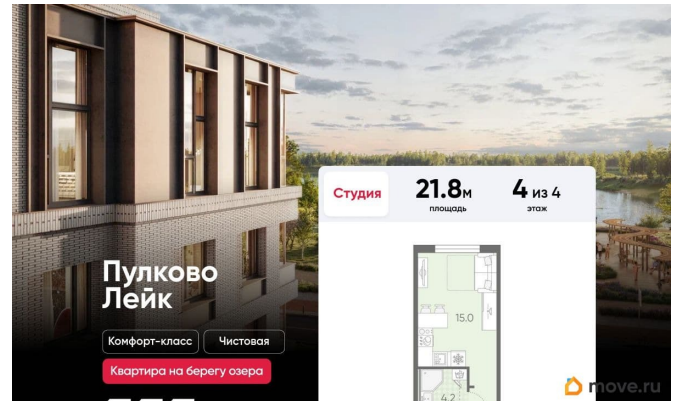 Студия
21.8м
площадь
4 из 4
этаж
Пулково
Лейк
Комфорт-класс
Чистовая
Квартира на берегу озера
15.0
4.2
move.ru